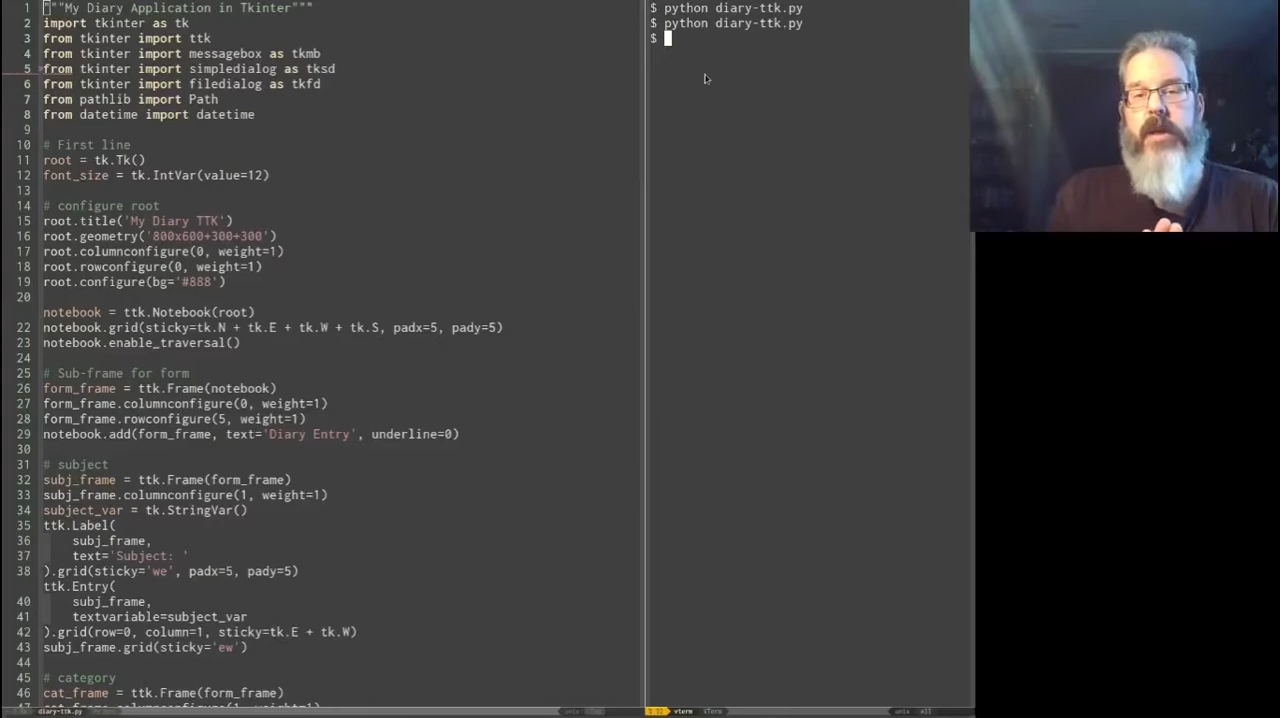 1 """My Diary Application in Tkinter"""
2 import tkinter as tk
3 from tkinter import ttk
4 from tkinter import messagebox as tkmb
5 from tkinter import simpledialog as tksd
6 from tkinter import filedialog as tkfd
7 from pathlib import Path
8 from datetime import datetime
9
10 # First line
11 root = tk.Tk()
12 font_size = tk.IntVar(value=12)
13
14 # configure root
15 root.title('My Diary TTK')
16 root.geometry('800x600+300+300')
17 root.columnconfigure(0, weight=1)
18 root.rowconfigure(0, weight=1)
19 root.configure(bg='#888')
20
notebook = ttk.Notebook(root)
22 notebook.grid(sticky=tk.N + tk.E + tk.W + tk.S, padx=5, pady=5)
23 notebook.enable_traversal()
24
25 # Sub-frame for form
26 form_frame = ttk.Frame(notebook)
27 form_frame.columnconfigure(0, weight=1)
28 form_frame.rowconfigure(5, weight=1)
29 notebook.add(form_frame, text='Diary Entry', underline=0)
30
31 # subject
32 subj_frame = ttk.Frame(form_frame)
33 subj_frame.columnconfigure(1, weight=1)
34 subject_var = tk.StringVar()
35 ttk.Label(
36 subj_frame,
37 text='Subject: '
38 ).grid(sticky='we', padx=5, pady=5)
ttk.Entry(
40 subj_frame,
41 textvariable=subject_var
42 ).grid(row=0, column=1, sticky=tk.E + tk.W)
43 subj_frame.grid(sticky='ew')
44
45 # category
46 cat_frame = ttk.Frame(form_frame)
diary-ttk.py
$ python diary-ttk.py
$ python diary-ttk.py
$
vterm VTerm unix all